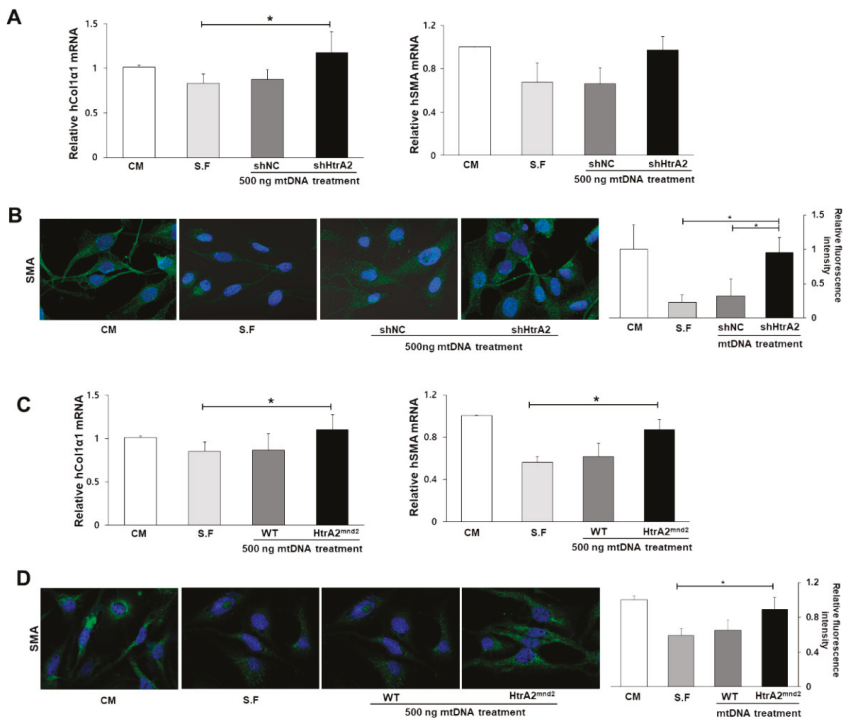 A
Relative hCol1α1 mRNA
1.5
1
0.5
0
*
CM
S.F
shNC
shHtrA2
500 ng mtDNA treatment
Relative hSMA mRNA
1.2
0.8
0.4
0
CM
S.F
shNC
shHtrA2
500 ng mtDNA treatment
B
SMA
CM
S.F
shNC
shHtrA2
500ng mtDNA treatment
*
*
1.5
1
0.5
0
Relative fluorescence
intensity
CM
S.F
shNC
shHtrA2
mtDNA treatment
C
Relative hCol1α1 mRNA
1.5
1
0.5
0
*
CM
S.F
WT
HtrA2mnd2
500 ng mtDNA treatment
Relative hSMA mRNA
1.2
0.8
0.4
0
*
CM
S.F
WT
HtrA2mnd2
500 ng mtDNA treatment
D
SMA
CM
S.F
WT
HtrA2mnd2
500 ng mtDNA treatment
*
1.2
0.8
0.4
0
Relative fluorescence
intensity
CM
S.F
WT
HtrA2mnd2
mtDNA treatment